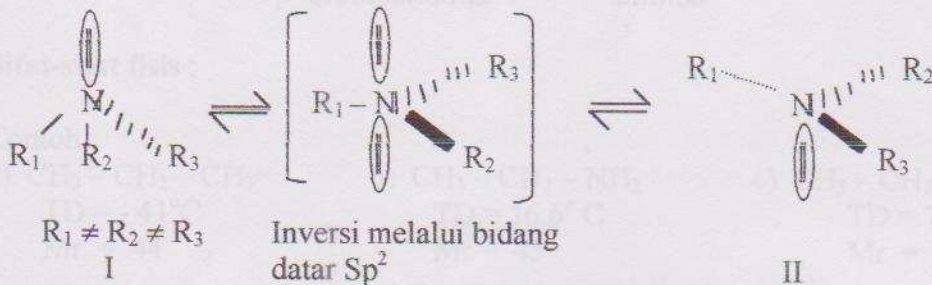 R₃ R₁ R₂
N R₁ – N N
R₁ R₂ R₃ R₂ R₃
R₁ ≠ R₂ ≠ R₃ Inversi melalui bidang
I datar Sp² II